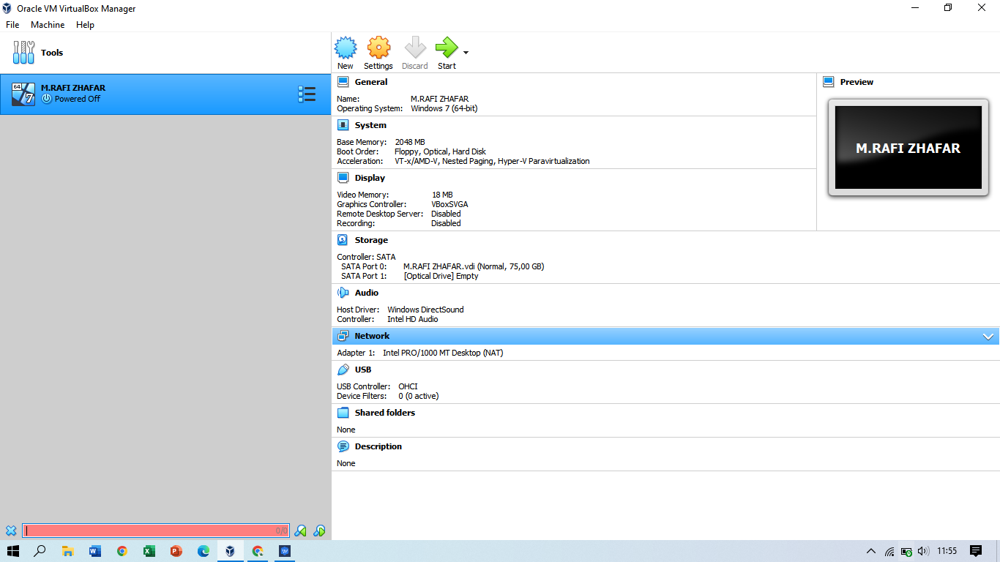 Oracle VM VirtualBox Manager
File Machine Help
Tools
New Settings Discard Start
64
7
M.RAFI ZHAFAR
Powered Off
General
Name: M.RAFI ZHAFAR
Operating System: Windows 7 (64-bit)
Preview
M.RAFI ZHAFAR
System
Base Memory: 2048 MB
Boot Order: Floppy, Optical, Hard Disk
Acceleration: VT-x/AMD-V, Nested Paging, Hyper-V Paravirtualization
Display
Video Memory: 18 MB
Graphics Controller: VBoxSVGA
Remote Desktop Server: Disabled
Recording: Disabled
Storage
Controller: SATA
SATA Port 0: M.RAFI ZHAFAR.vdi (Normal, 75,00 GB)
SATA Port 1: [Optical Drive] Empty
Audio
Host Driver: Windows DirectSound
Controller: Intel HD Audio
Network
Adapter 1: Intel PRO/1000 MT Desktop (NAT)
USB
USB Controller: OHCI
Device Filters: 0 (0 active)
Shared folders
None
Description
None
0/0
11:55